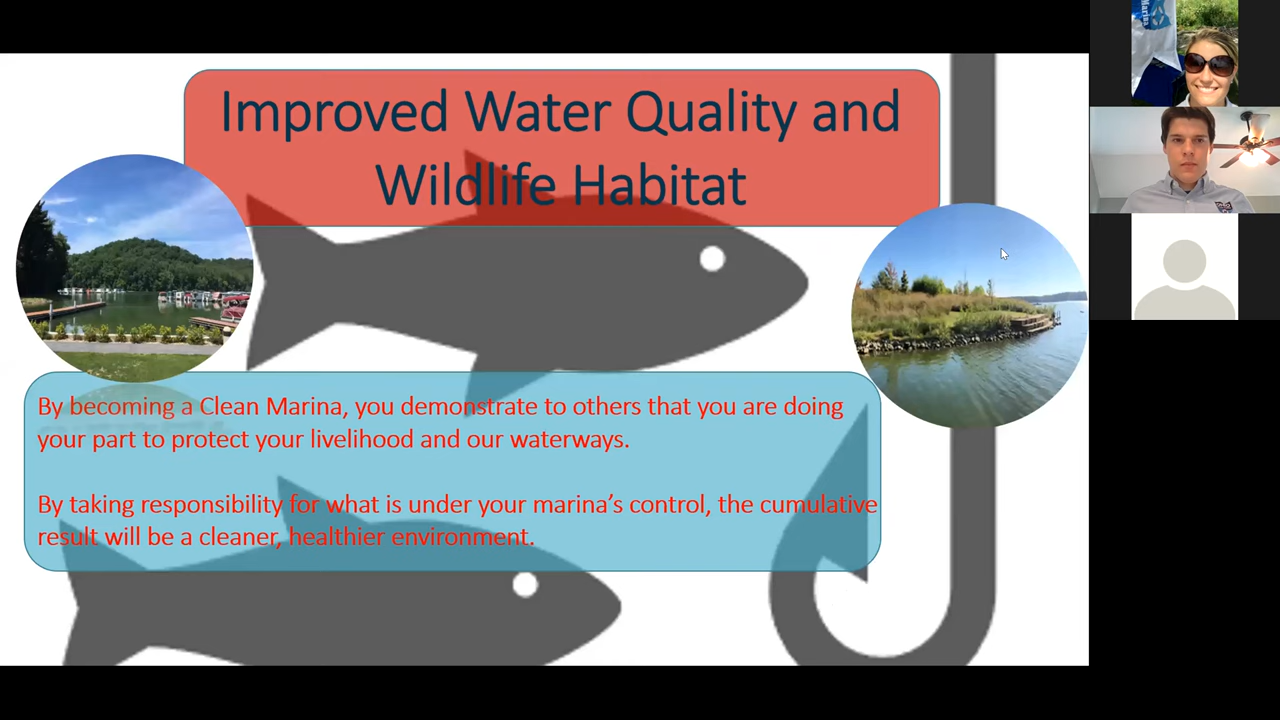 Improved Water Quality and
Wildlife Habitat
By becoming a Clean Marina, you demonstrate to others that you are doing
your part to protect your livelihood and our waterways.
By taking responsibility for what is under your marina's control, the cumulative
result will be a cleaner, healthier environment.
Marina